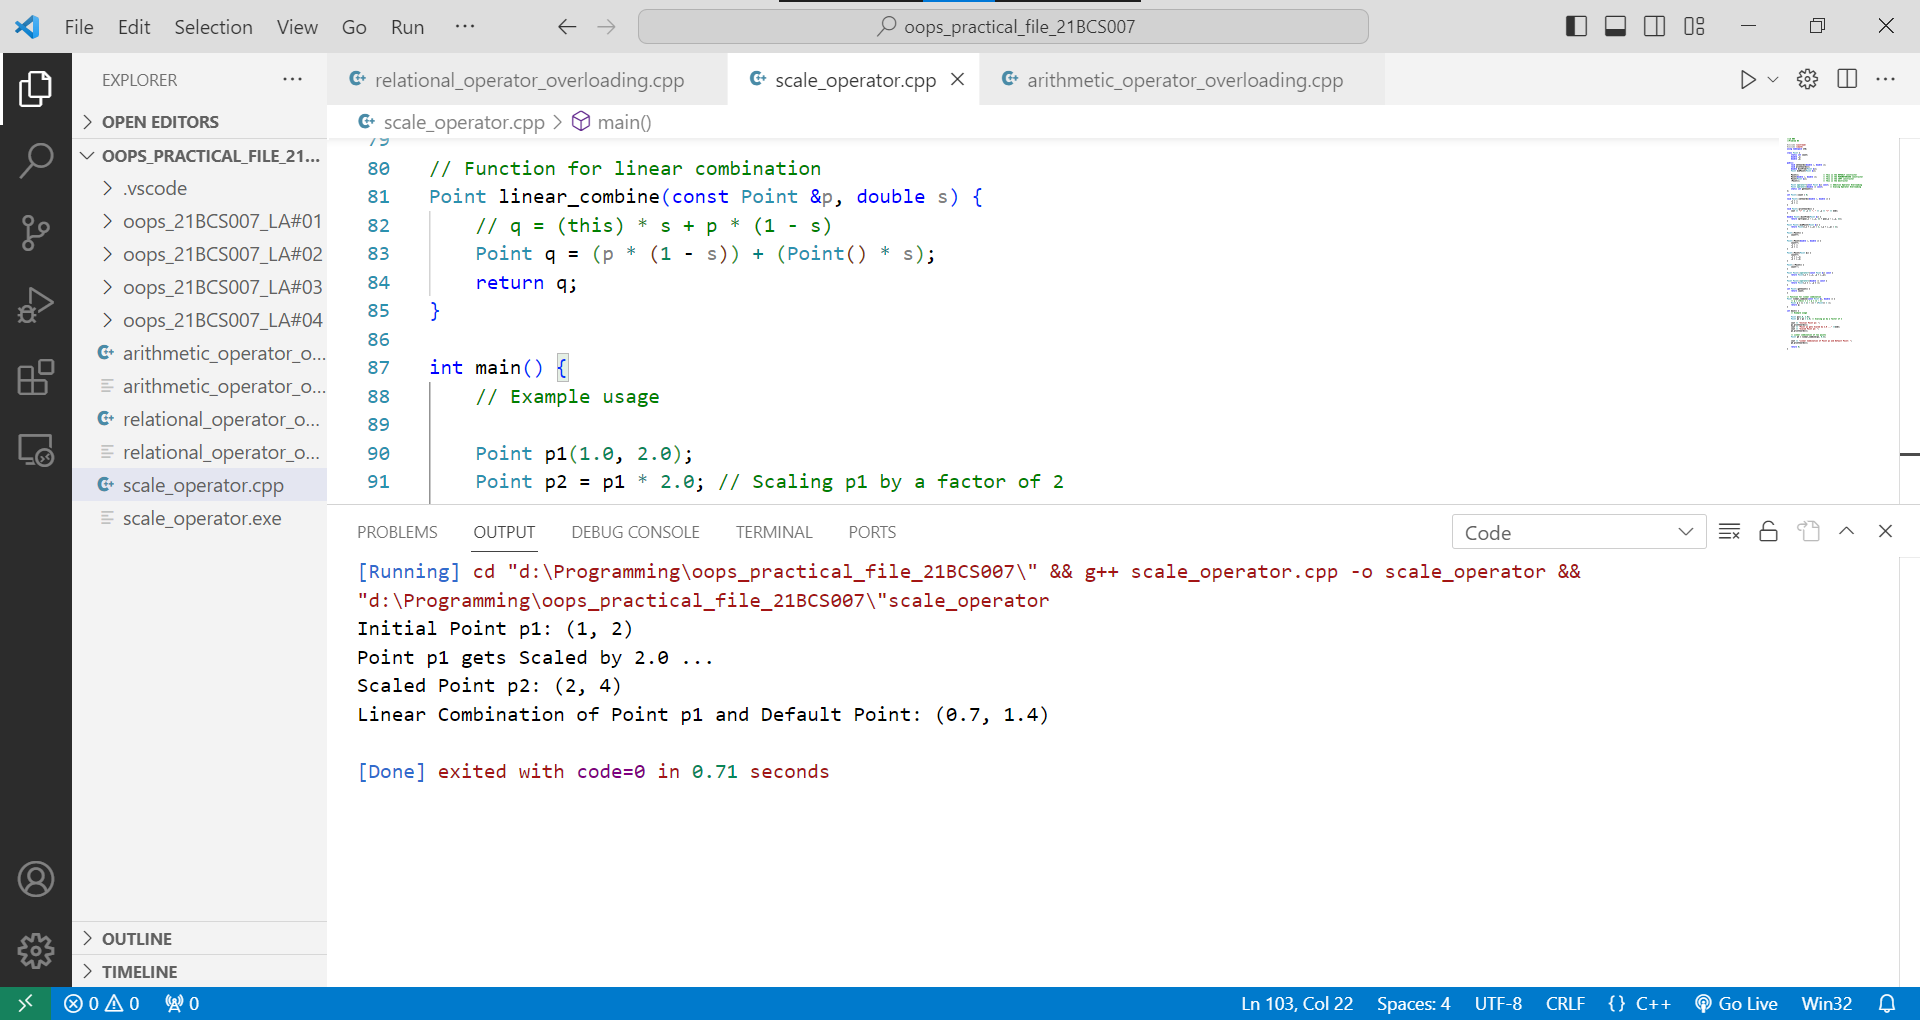 File Edit Selection View Go Run ··· oops_practical_file_21BCS007
EXPLORER ···
relational_operator_overloading.cpp scale_operator.cpp arithmetic_operator_overloading.cpp
OPEN EDITORS
scale_operator.cpp > main()
OOPS_PRACTICAL_FILE_21...
.vscode
oops_21BCS007_LA#01
oops_21BCS007_LA#02
oops_21BCS007_LA#03
oops_21BCS007_LA#04
arithmetic_operator_o...
arithmetic_operator_o...
relational_operator_o...
relational_operator_o...
scale_operator.cpp
scale_operator.exe
OUTLINE
TIMELINE
79
80 // Function for linear combination
81 Point linear_combine(const Point &p, double s) {
82 // q = (this) * s + p * (1 - s)
83 Point q = (p * (1 - s)) + (Point() * s);
84 return q;
85 }
86
87 int main() {
88 // Example usage
89
90 Point p1(1.0, 2.0);
91 Point p2 = p1 * 2.0; // Scaling p1 by a factor of 2
PROBLEMS OUTPUT DEBUG CONSOLE TERMINAL PORTS Code
[Running] cd "d:\Programming\oops_practical_file_21BCS007\" && g++ scale_operator.cpp -o scale_operator &&
"d:\Programming\oops_practical_file_21BCS007\"scale_operator
Initial Point p1: (1, 2)
Point p1 gets Scaled by 2.0 ...
Scaled Point p2: (2, 4)
Linear Combination of Point p1 and Default Point: (0.7, 1.4)
[Done] exited with code=0 in 0.71 seconds
0 0 0 Ln 103, Col 22 Spaces: 4 UTF-8 CRLF {} C++ Go Live Win32